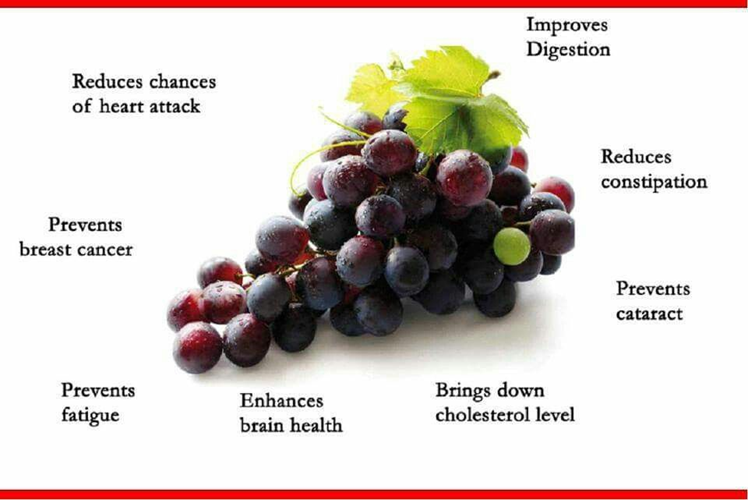 Improves
Digestion
Reduces chances
of heart attack
Reduces
constipation
Prevents
breast cancer
Prevents
cataract
Prevents
fatigue
Enhances
brain health
Brings down
cholesterol level